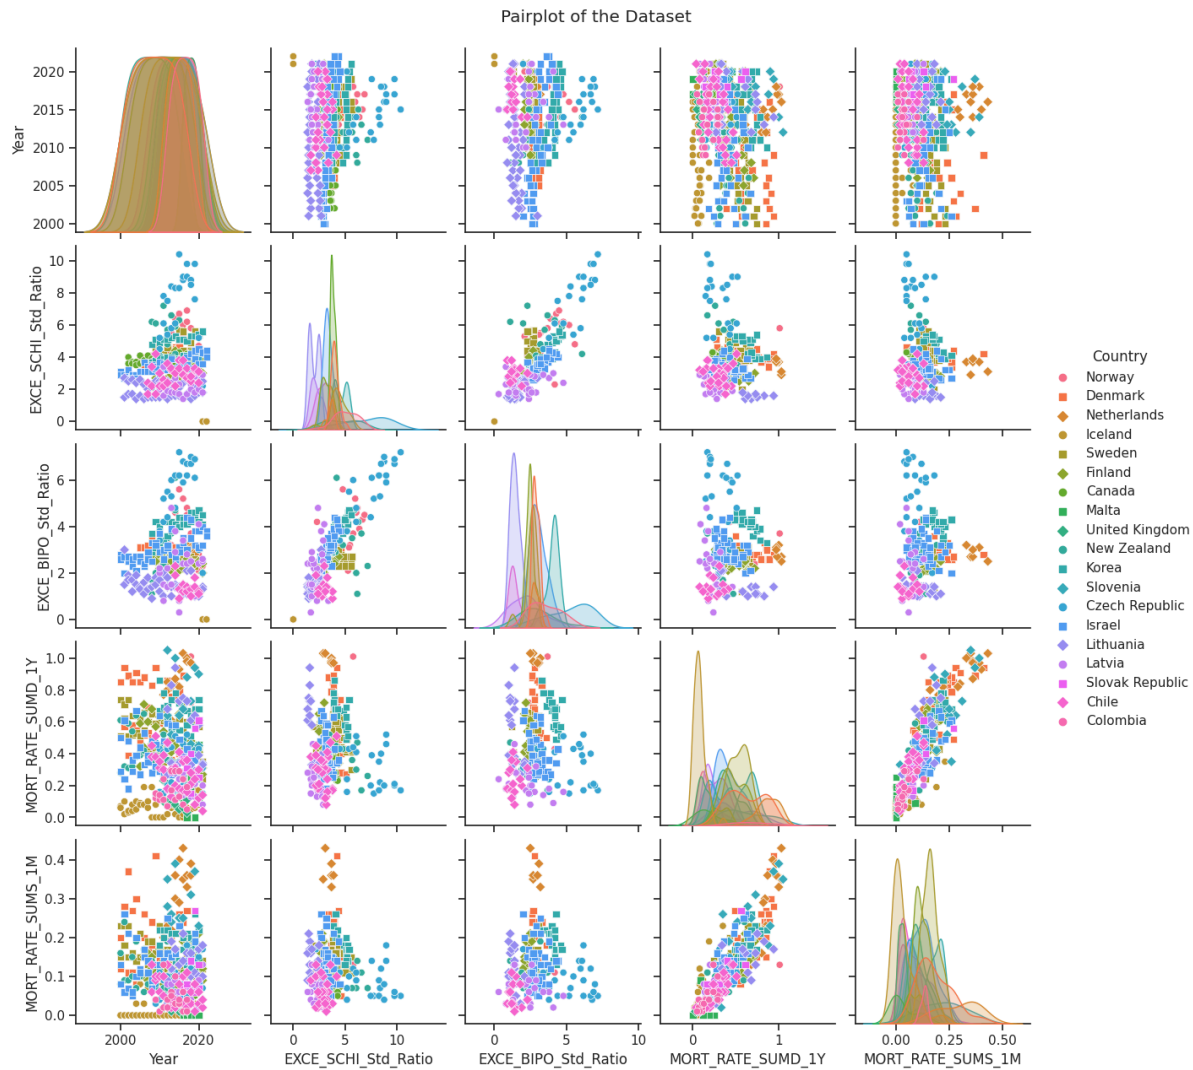 Pairplot of the Dataset
2020
2015
2010
2005
2000
Year
10
8
6
4
2
0
EXCE_SCHI_Std_Ratio
6
4
2
0
EXCE_BIPO_Std_Ratio
1.0
0.8
0.6
0.4
0.2
0.0
MORT_RATE_SUMD_1Y
0.4
0.3
0.2
0.1
0.0
MORT_RATE_SUMS_1M
2000 2020
Year
0 5 10
EXCE_SCHI_Std_Ratio
0 5 10
EXCE_BIPO_Std_Ratio
0 1
MORT_RATE_SUMD_1Y
0.00 0.25 0.50
MORT_RATE_SUMS_1M
Country
Norway
Denmark
Netherlands
Iceland
Sweden
Finland
Canada
Malta
United Kingdom
New Zealand
Korea
Slovenia
Czech Republic
Israel
Lithuania
Latvia
Slovak Republic
Chile
Colombia